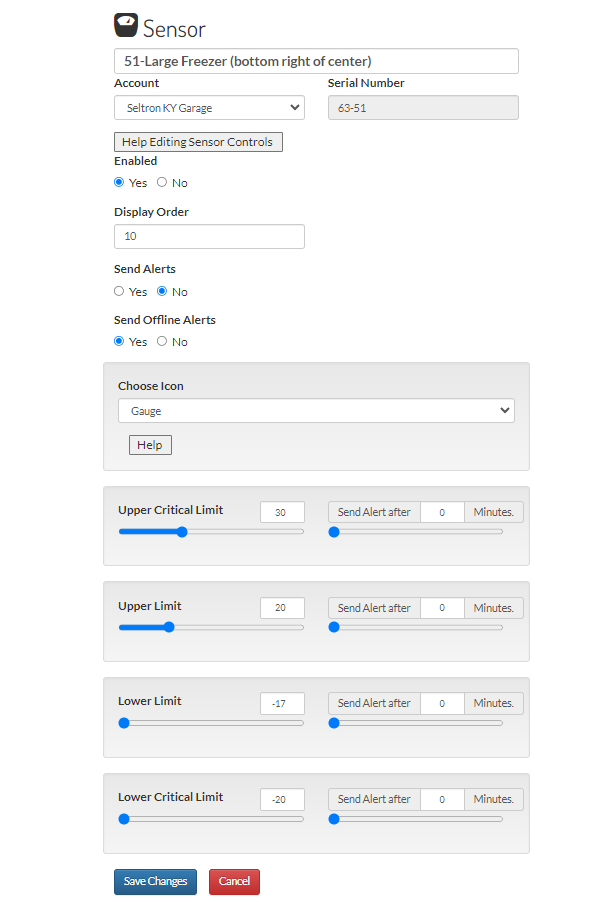 Sensor
51-Large Freezer (bottom right of center)
Account Serial Number
Seltron KY Garage 63-51
Help Editing Sensor Controls
Enabled
Yes No
Display Order
10
Send Alerts
Yes No
Send Offline Alerts
Yes No
Choose Icon
Gauge
Help
Upper Critical Limit 30 Send Alert after 0 Minutes.
Upper Limit 20 Send Alert after 0 Minutes.
Lower Limit -17 Send Alert after 0 Minutes.
Lower Critical Limit -20 Send Alert after 0 Minutes.
Save Changes Cancel